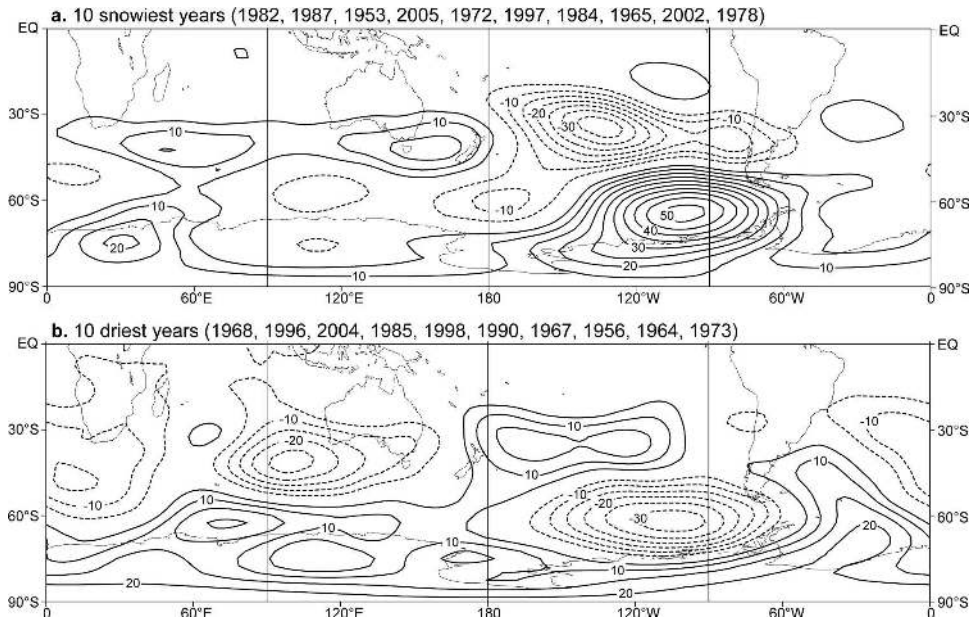 a. 10 snowiest years (1982, 1987, 1953, 2005, 1972, 1997, 1984, 1965, 2002, 1978)
EQ EQ
-10
-20
30°S -30 30°S
10 10 -10
10
60°S -10 50 60°S
20 40
30
10 20 10
90°S 90°S
0 60°E 120°E 180 120°W 60°W 0
b. 10 driest years (1968, 1996, 2004, 1985, 1998, 1990, 1967, 1956, 1964, 1973)
EQ EQ
-10 -10
30°S -20 10 30°S
-10 10 10
10 -10 -20
60°S 10 -30 20 60°S
10
10
20 20
90°S 90°S
0 60°E 120°E 180 120°W 60°W 0